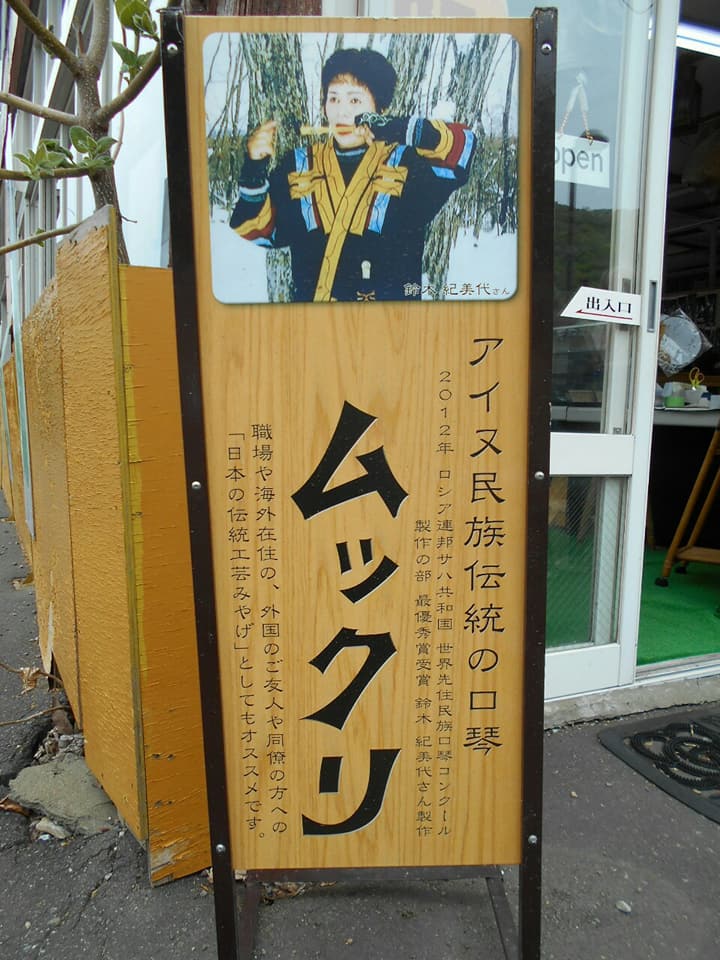 鈴木 紀美代さん
アイヌ民族伝統の口琴
2012年 ロシア連邦サハ共和国 世界先住民族口琴コンクール
製作の部 最優秀賞受賞 鈴木 紀美代さん製作
ムックリ
職場や海外在住の、外国のご友人や同僚の方への
「日本の伝統工芸みやげ」としてもオススメです。
open
出入口